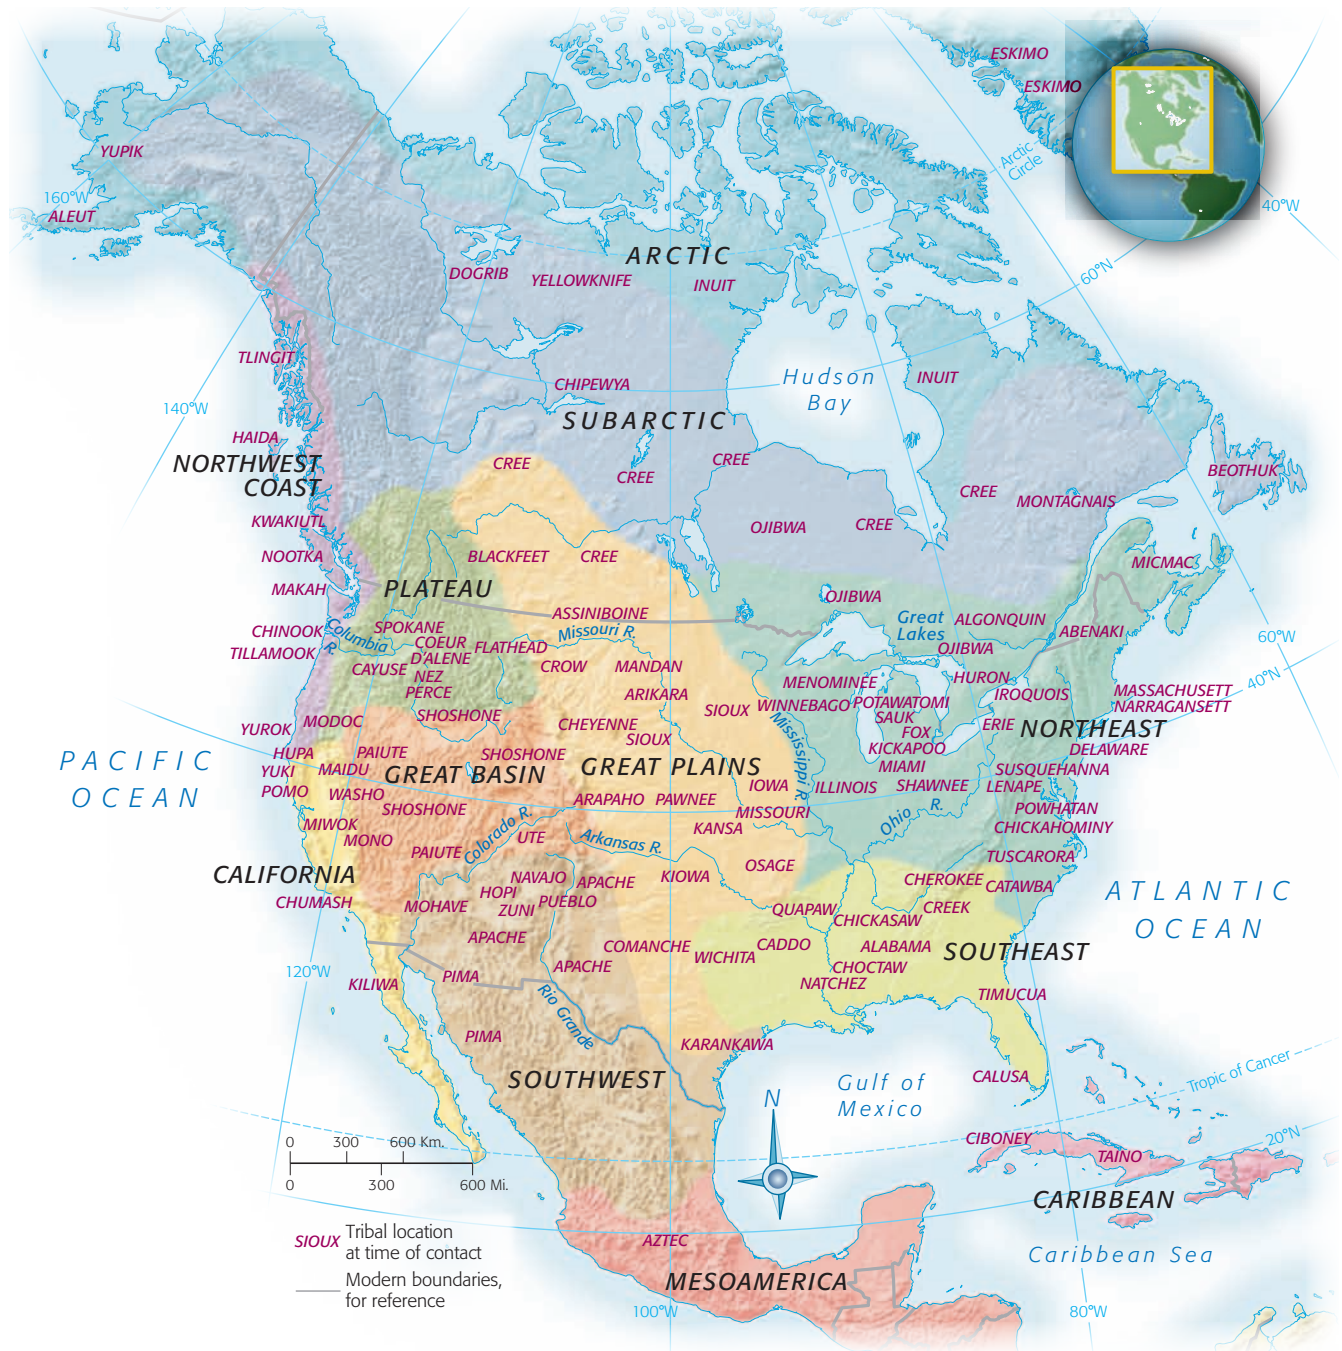 ESKIMO
ESKIMO
Arctic
Circle
YUPIK
160°W
ALEUT
40°W
60°N
ARCTIC
DOGRIB
YELLOWKNIFE
INUIT
TLINGIT
140°W
CHIPEWYA
Hudson
Bay
INUIT
SUBARCTIC
HAIDA
NORTHWEST
COAST
CREE
CREE
CREE
CREE
MONTAGNAIS
BEOTHUK
KWAKIUTL
OJIBWA
CREE
NOOTKA
BLACKFEET
CREE
MICMAC
MAKAH
PLATEAU
OJIBWA
ASSINIBOINE
Great
Lakes
ALGONQUIN
ABENAKI
60°W
CHINOOK
Columbia
R.
SPOKANE
Missouri R.
TILLAMOOK
COEUR
D'ALENE
FLATHEAD
OJIBWA
CAYUSE
NEZ
PERCE
CROW
MANDAN
HURON
40°N
MENOMINEE
IROQUOIS
MASSACHUSETT
NARRAGANSETT
ARIKARA
SIOUX
WINNEBAGO
POTAWATOMI
SAUK
FOX
KICKAPOO
MIAMI
ERIE
NORTHEAST
YUROK
MODOC
SHOSHONE
CHEYENNE
SIOUX
Mississippi R.
DELAWARE
PACIFIC
OCEAN
HUPA
PAIUTE
SHOSHONE
YUKI
MAIDU
GREAT BASIN
GREAT PLAINS
SUSQUEHANNA
POMO
WASHO
SHOSHONE
ARAPAHO
PAWNEE
IOWA
ILLINOIS
SHAWNEE
LENAPE
MISSOURI
Ohio
R.
POWHATAN
MIWOK
Colorado R.
UTE
Arkansas R.
KANSA
CHICKAHOMINY
MONO
PAIUTE
OSAGE
TUSCARORA
CALIFORNIA
NAVAJO
APACHE
KIOWA
CHEROKEE
CATAWBA
ATLANTIC
OCEAN
HOPI
PUEBLO
CHUMASH
MOHAVE
ZUNI
QUAPAW
CHICKASAW
CREEK
APACHE
COMANCHE
WICHITA
CADDO
ALABAMA
SOUTHEAST
120°W
PIMA
APACHE
CHOCTAW
KILIWA
NATCHEZ
TIMUCUA
Rio Grande
PIMA
KARANKAWA
SOUTHWEST
Gulf of
Mexico
CALUSA
Tropic of Cancer
N
0 300 600 Km.
0 300 600 Mi.
CIBONEY
TAINO
20°N
CARIBBEAN
SIOUX Tribal location
at time of contact
AZTEC
Caribbean Sea
Modern boundaries,
for reference
MESOAMERICA
100°W
80°W